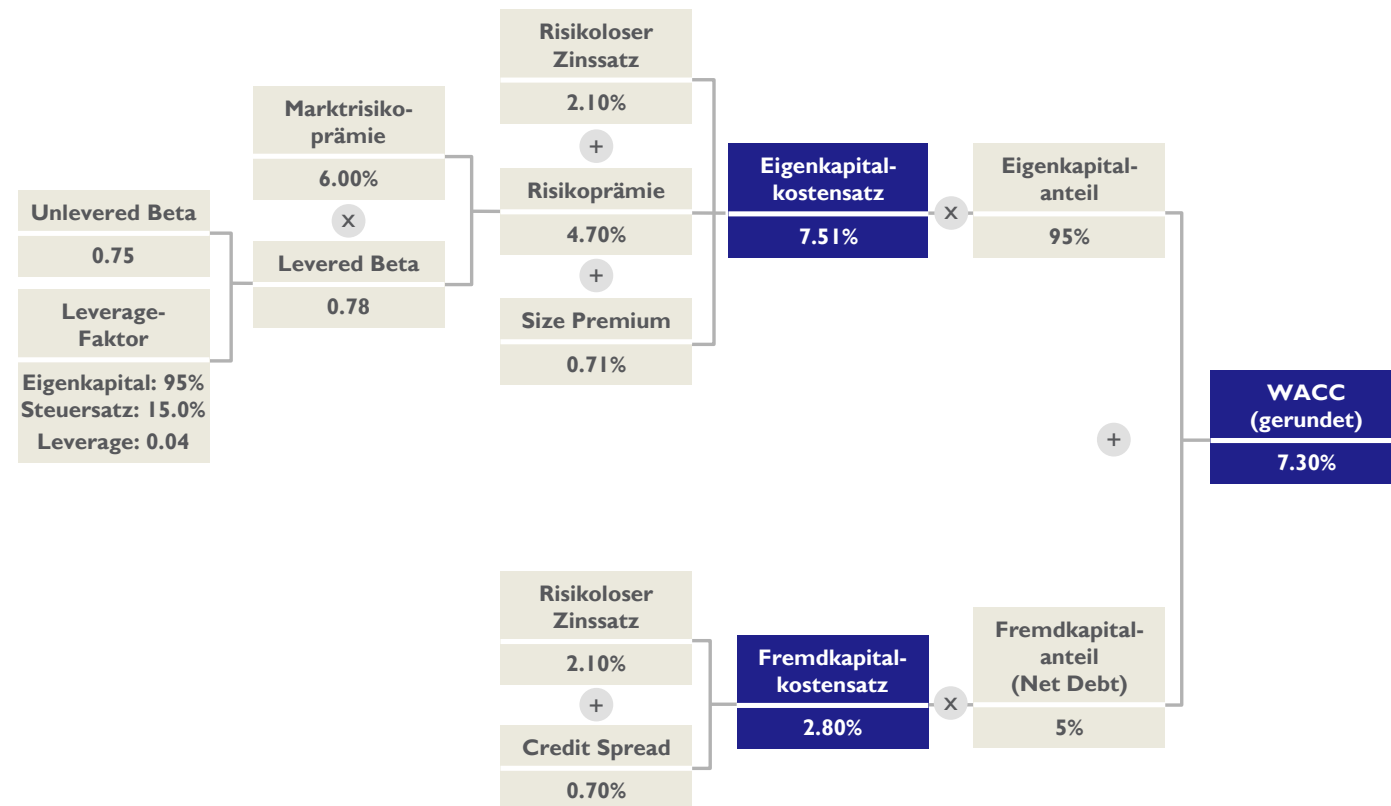 Unlevered Beta
0.75
Leverage-
Faktor
Eigenkapital: 95%
Steuersatz: 15.0%
Leverage: 0.04
Marktrisiko-
prämie
6.00%
x
Levered Beta
0.78
Risikoloser
Zinssatz
2.10%
+
Risikoprämie
4.70%
+
Size Premium
0.71%
Eigenkapital-
kostensatz
7.51%
x
Eigenkapital-
anteil
95%
+
WACC
(gerundet)
7.30%
Risikoloser
Zinssatz
2.10%
+
Credit Spread
0.70%
Fremdkapital-
kostensatz
2.80%
x
Fremdkapital-
anteil
(Net Debt)
5%